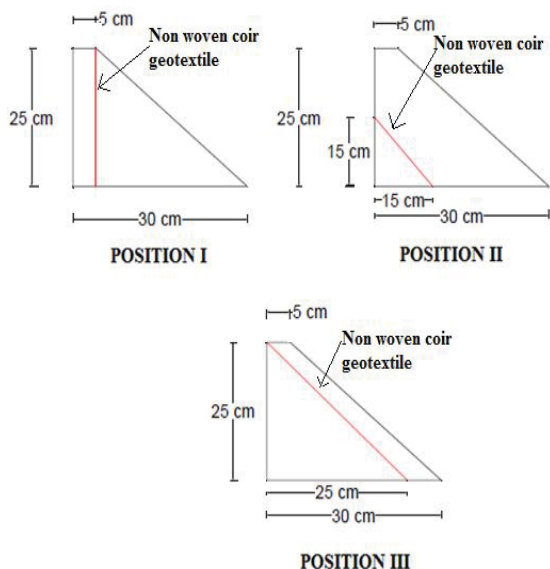 5 cm
Non woven coir
geotextile
25 cm
30 cm
POSITION I
5 cm
Non woven coir
geotextile
25 cm
15 cm
15 cm
30 cm
POSITION II
5 cm
Non woven coir
geotextile
25 cm
25 cm
30 cm
POSITION III